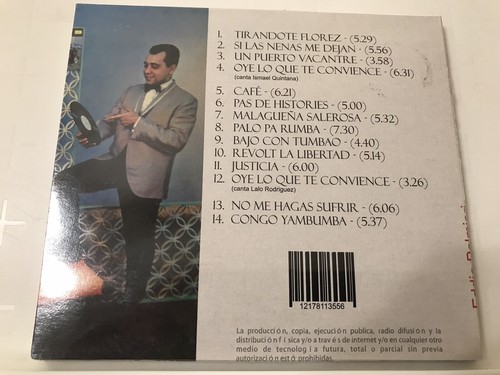 1. TIRANDOTE FLOREZ - (5.29)
2. SI LAS NENAS ME DEJAN - (5.56)
3 UN PUERTO VACANTRE - (3.58)
4. OYE LO QUE TE CONVIENCE - (6.31)
(canta Ismael Quintana)
5. CAFÉ - (6.21)
6. PAS DE HISTORIES - (5.00)
7. MALAGUEÑA SALEROSA - (5.32)
8. PALO PA RUMBA - (7.30)
9. BAJO CON TUMBAO - (4.40)
10. REVOLT LA LIBERTAD - (5.14)
11. JUSTICIA - (6.00)
12. OYE LO QUE TE CONVIENCE - (3.26)
(canta Lalo Rodriguez)
13. NO ME HAGAS SUFRIR - (6.06)
14. CONGO YAMBUMBA - (5.37)
12178113556
La producción, copia, ejecución publica, radio difusión y la
distribución física y/o a través de internet y/o en cualquier otro
medio de tecnologia futura, total o parcial sin previa
autorización está prohibidas.
Eddie